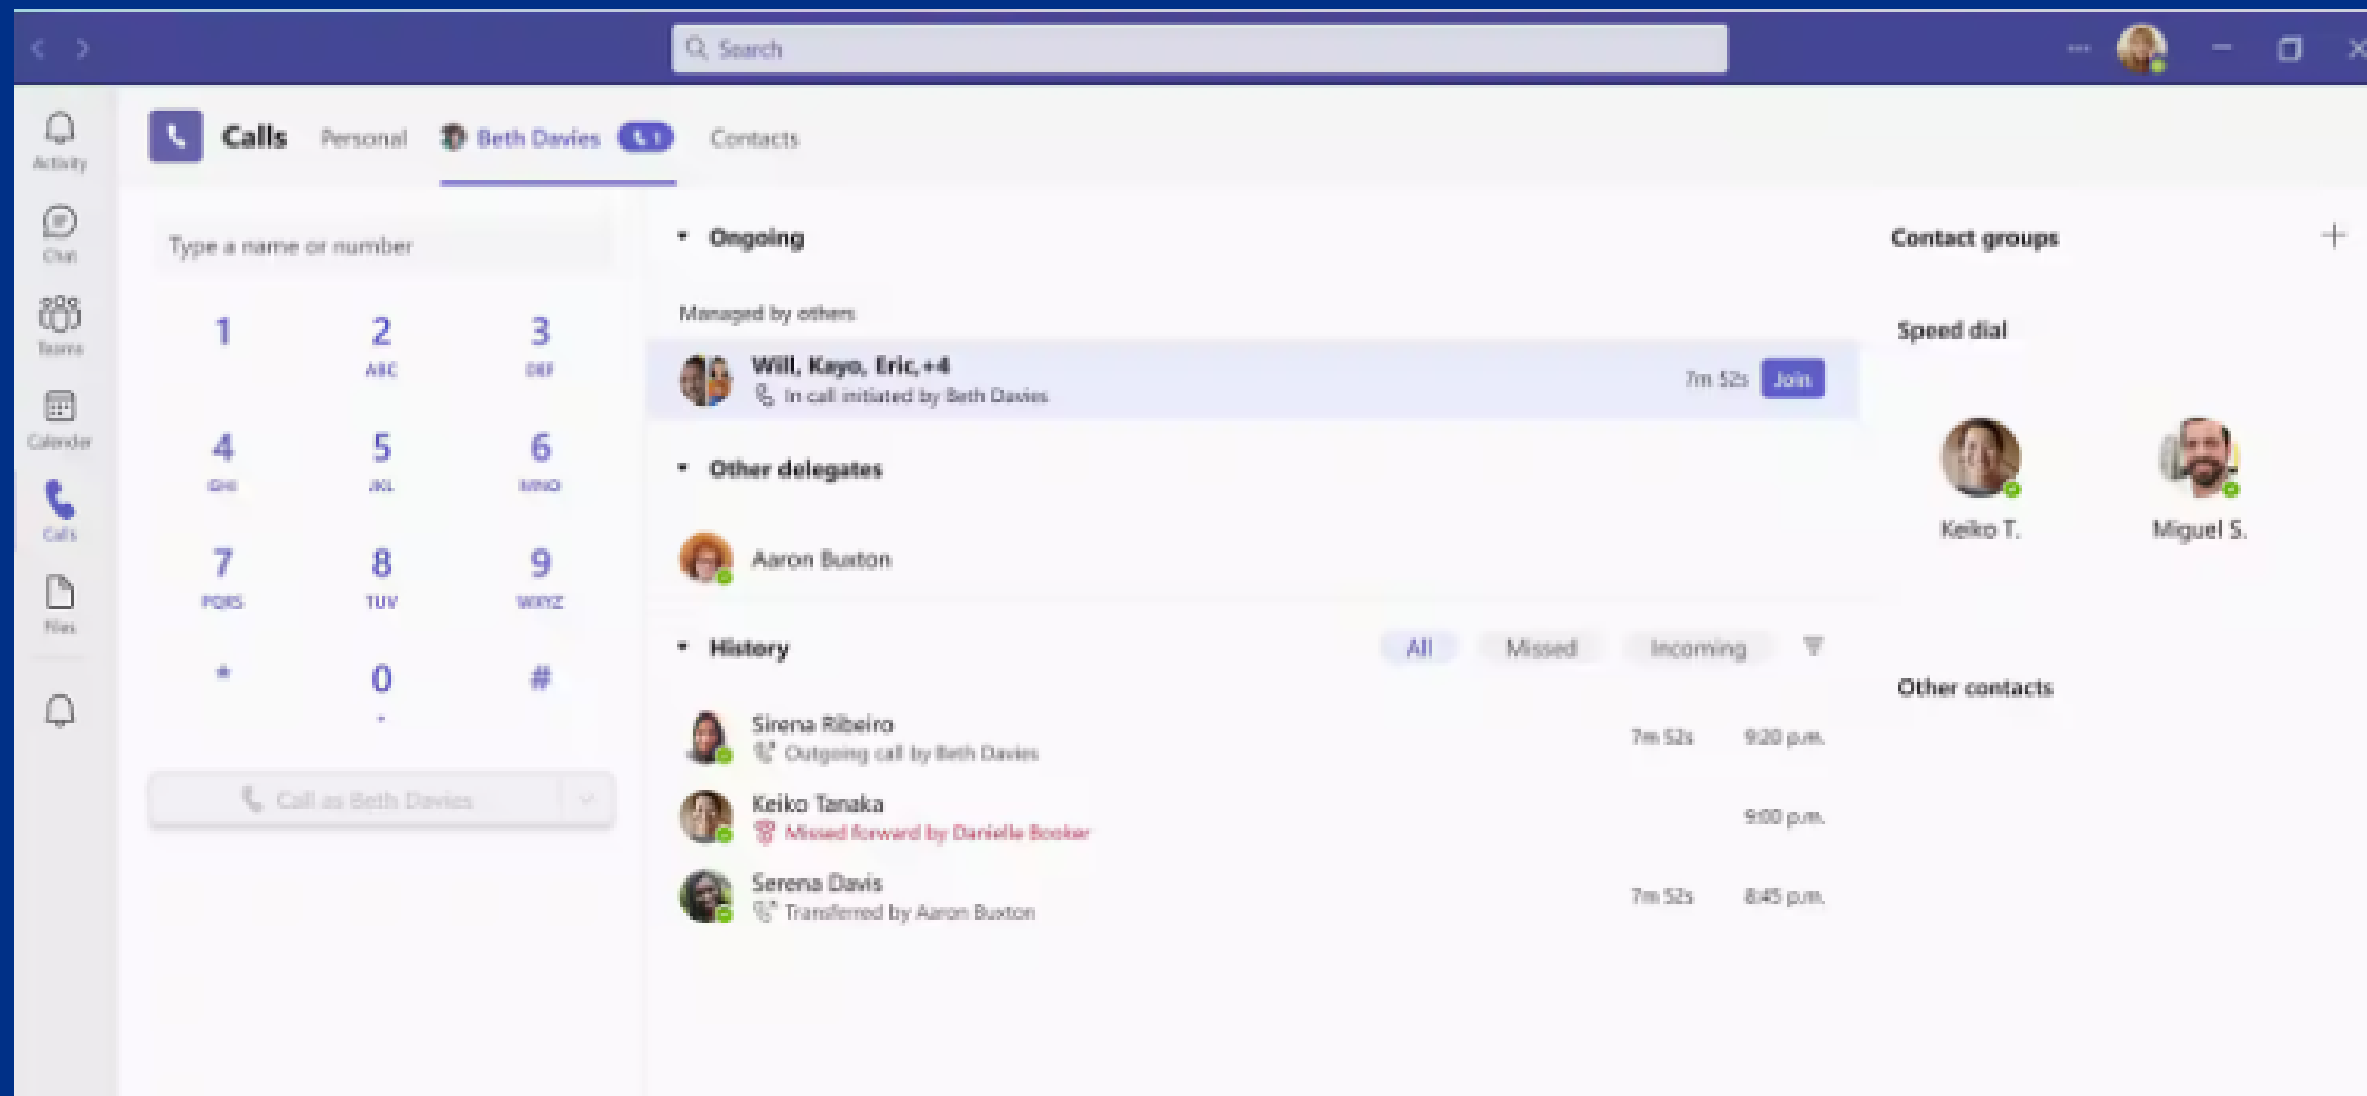 Search
Activity
Chat
Teams
Calender
Calls
Files
Calls
Personal
Beth Davies
1
Contacts
Type a name or number
1
2
ABC
3
DEF
4
GHI
5
JKL
6
MNO
7
PQRS
8
TUV
9
WXYZ
*
0
+
#
Call as Beth Davies
Ongoing
Managed by others
Will, Kayo, Eric,+4
In call initiated by Beth Davies
7m 52s
Join
Other delegates
Aaron Buxton
History
All
Missed
Incoming
Sirena Ribeiro
Outgoing call by Beth Davies
7m 52s
9:20 p.m.
Keiko Tanaka
Missed forward by Danielle Booker
9:00 p.m.
Serena Davis
Transferred by Aaron Buxton
7m 52s
8:45 p.m.
Contact groups
Speed dial
Keiko T.
Miguel S.
Other contacts